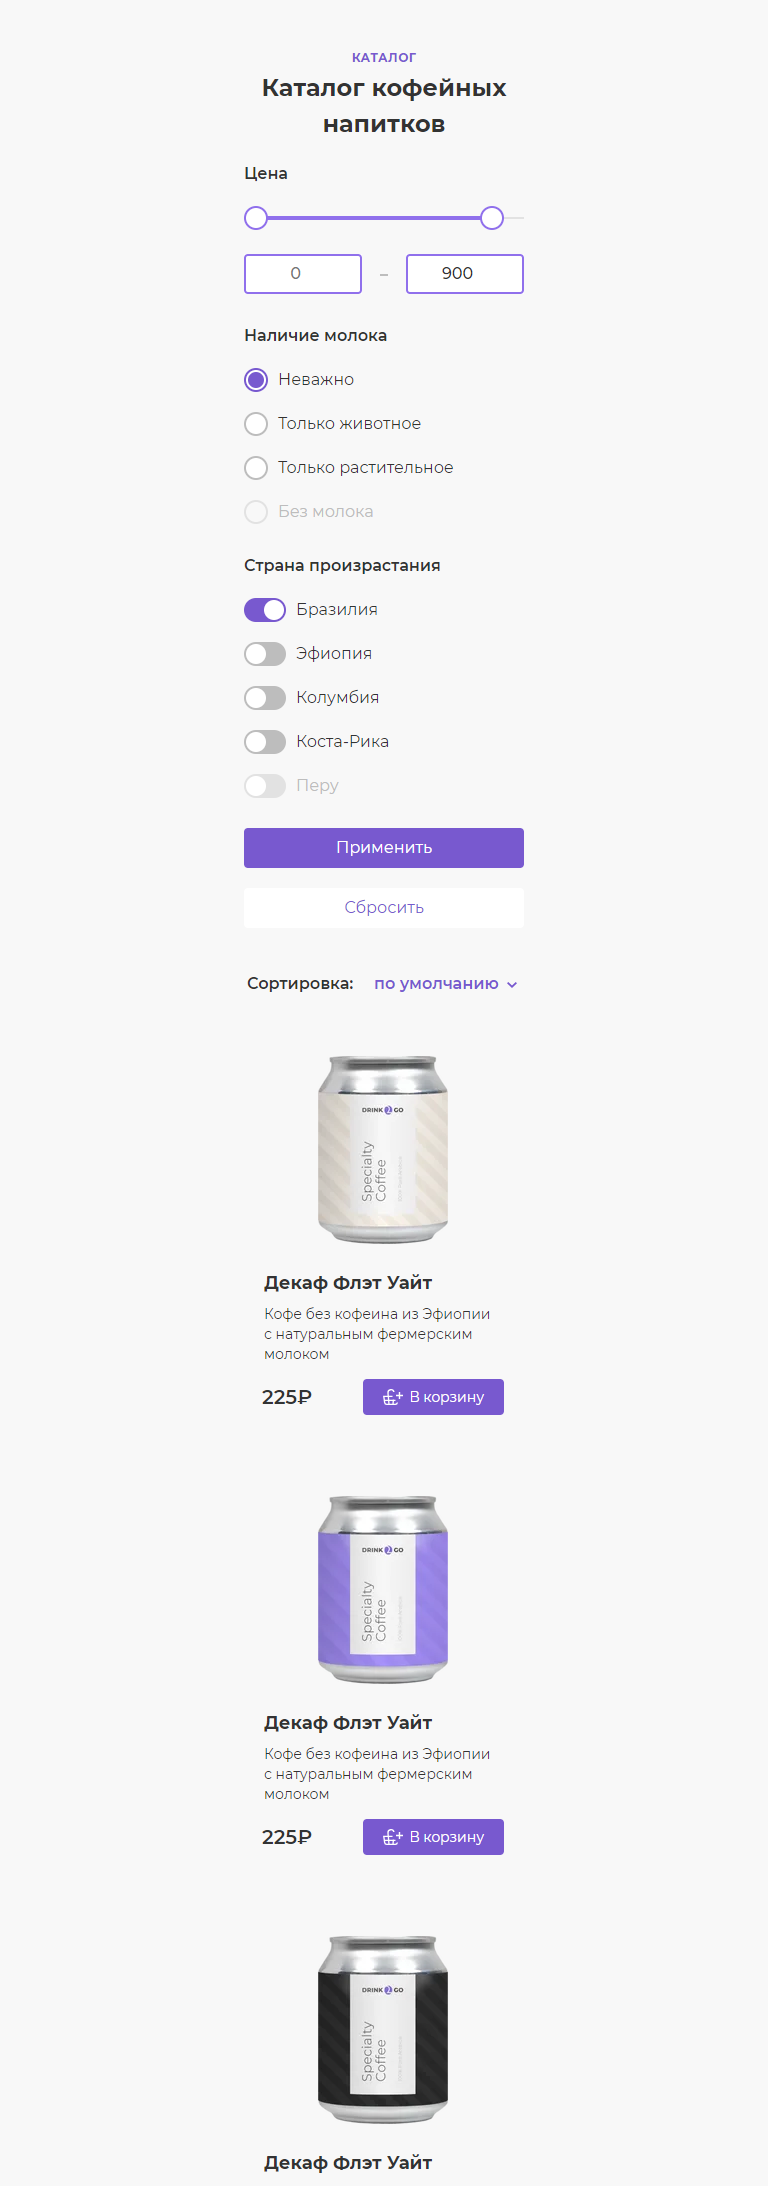 КАТАЛОГ
Каталог кофейных
напитков
Цена
0 – 900
Наличие молока
Неважно
Только животное
Только растительное
Без молока
Страна произрастания
Бразилия
Эфиопия
Колумбия
Коста-Рика
Перу
Применить
Сбросить
Сортировка: по умолчанию
DRINK 2 GO
Specialty
Coffee
Декаф Флэт Уайт
Кофе без кофеина из Эфиопии
с натуральным фермерским
молоком
225₽ В корзину
DRINK 2 GO
Specialty
Coffee
Декаф Флэт Уайт
Кофе без кофеина из Эфиопии
с натуральным фермерским
молоком
225₽ В корзину
DRINK 2 GO
Specialty
Coffee
Декаф Флэт Уайт